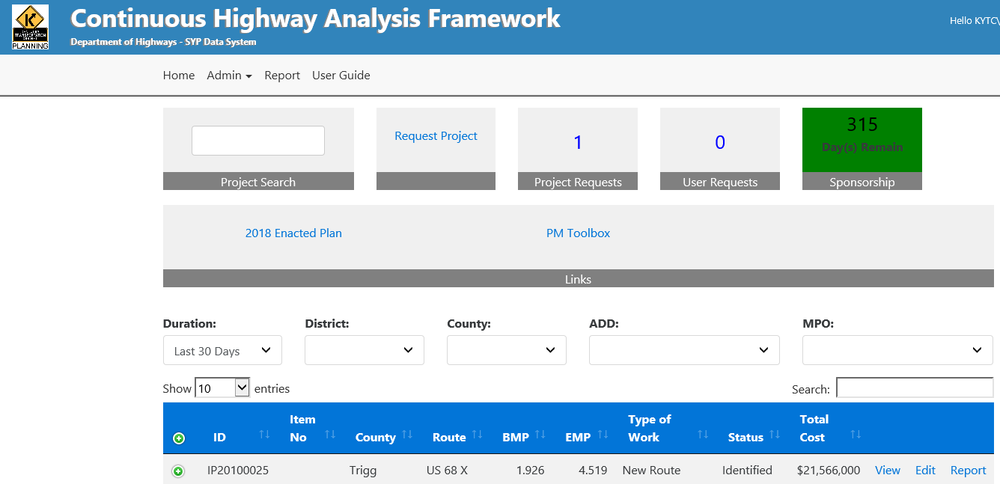 Continuous Highway Analysis Framework
Department of Highways - SYP Data System
Hello KYTC\
PLANNING
Home Admin Report User Guide
Project Search
Request Project
1
Project Requests
0
User Requests
315
Day(s) Remain
Sponsorship
2018 Enacted Plan PM Toolbox
Links
Duration: District: County: ADD: MPO:
Last 30 Days
Show 10 entries Search:
ID Item No County Route BMP EMP Type of Work Status Total Cost
IP20100025 Trigg US 68 X 1.926 4.519 New Route Identified $21,566,000 View Edit Report